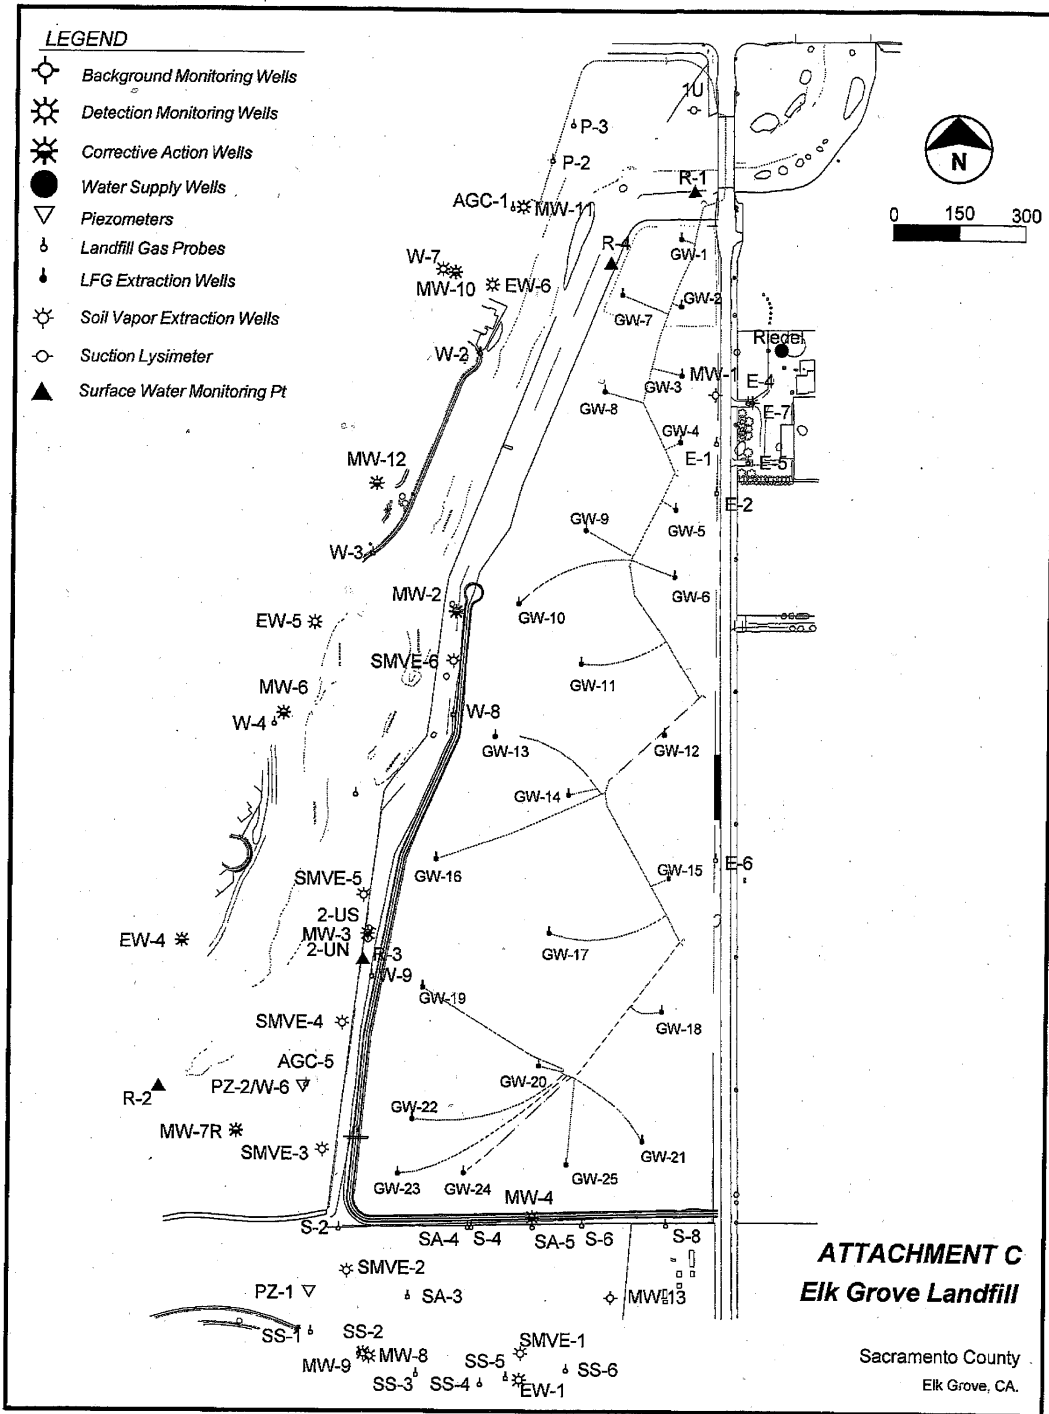 LEGEND
Background Monitoring Wells
Detection Monitoring Wells
Corrective Action Wells
Water Supply Wells
Piezometers
Landfill Gas Probes
LFG Extraction Wells
Soil Vapor Extraction Wells
Suction Lysimeter
Surface Water Monitoring Pt
1U
P-3
P-2
N
R-1
AGC-1
MW-11
0 150 300
R-4
GW-1
W-7
MW-10
EW-6
GW-2
GW-7
Riedel
W-2
GW-3
MW-1
E-4
GW-8
E-7
GW-4
E-1
MW-12
E-5
E-2
GW-9
GW-5
W-3
GW-6
MW-2
GW-10
EW-5
SMVE-6
GW-11
MW-6
W-4
W-8
GW-13
GW-12
GW-14
E-6
GW-16
GW-15
SMVE-5
2-US
EW-4
MW-3
2-UN
R-3
GW-17
W-9
GW-19
SMVE-4
GW-18
AGC-5
PZ-2/W-6
GW-20
R-2
GW-22
MW-7R
SMVE-3
GW-21
GW-23
GW-24
GW-25
MW-4
S-2
SA-4
S-4
SA-5
S-6
S-8
ATTACHMENT C
Elk Grove Landfill
SMVE-2
PZ-1
SA-3
MW-13
SS-1
SS-2
SMVE-1
MW-9
MW-8
SS-3
SS-5
SS-4
SS-6
EW-1
Sacramento County
Elk Grove, CA.